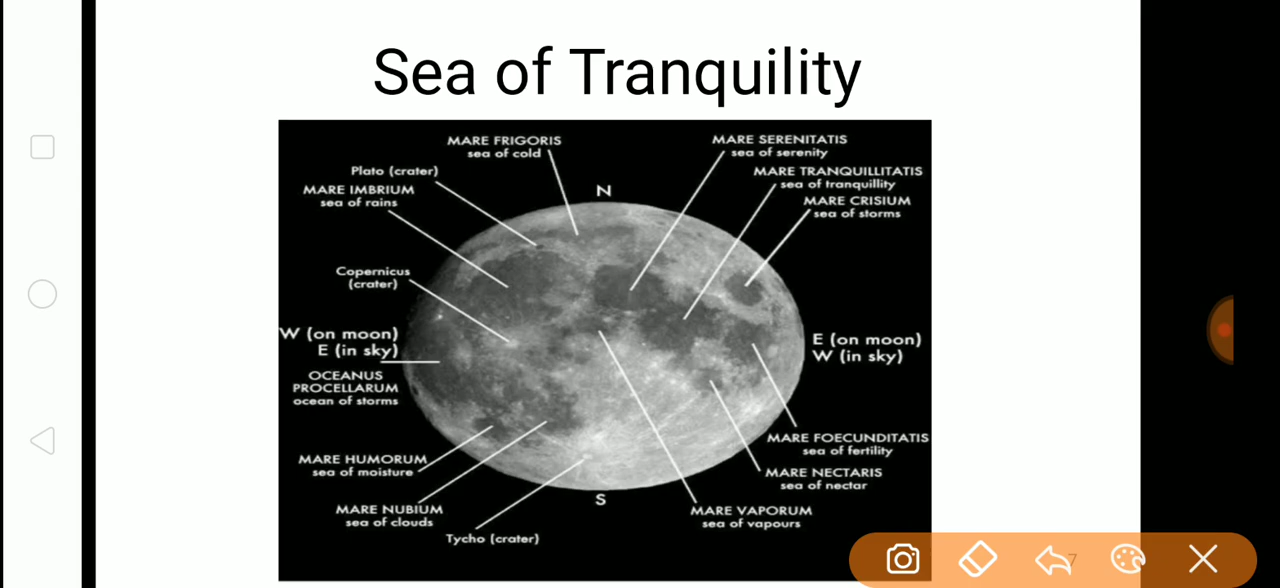 Sea of Tranquility
MARE FRIGORIS
sea of cold
MARE SERENITATIS
sea of serenity
Plato (crater)
MARE TRANQUILLITATIS
sea of tranquillity
MARE IMBRIUM
sea of rains
N
MARE CRISIUM
sea of storms
Copernicus
(crater)
W (on moon)
E (in sky)
E (on moon)
W (in sky)
OCEANUS
PROCELLARUM
ocean of storms
MARE FOECUNDITATIS
sea of fertility
MARE HUMORUM
sea of moisture
MARE NECTARIS
sea of nectar
S
MARE NUBIUM
sea of clouds
MARE VAPORUM
sea of vapours
Tycho (crater)
7